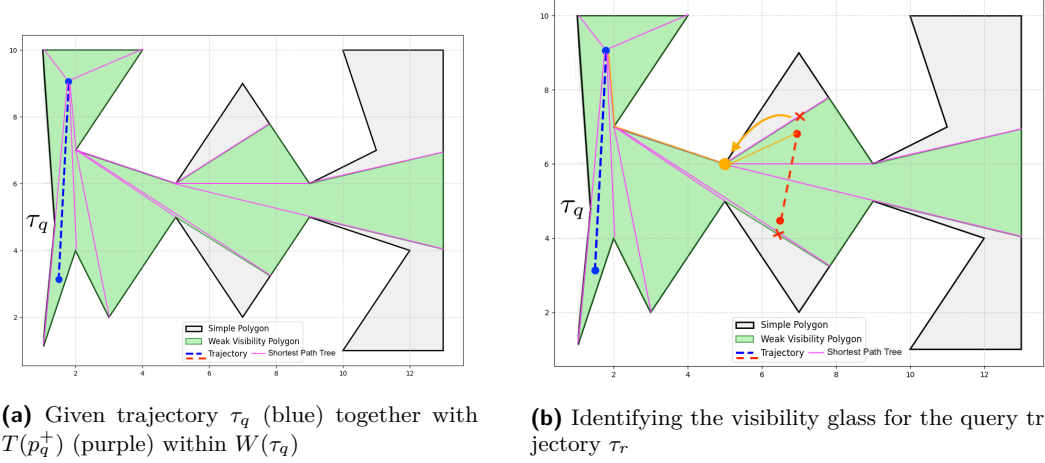 10
8
6
4
2
2
4
6
8
10
12
τq
Simple Polygon
Weak Visibility Polygon
Trajectory
Shortest Path Tree
(a) Given trajectory τq (blue) together with
T(p_q^+) (purple) within W(τq)
10
8
6
4
2
2
4
6
8
10
12
τq
Simple Polygon
Weak Visibility Polygon
Trajectory
Shortest Path Tree
(b) Identifying the visibility glass for the query tr
jectory τr